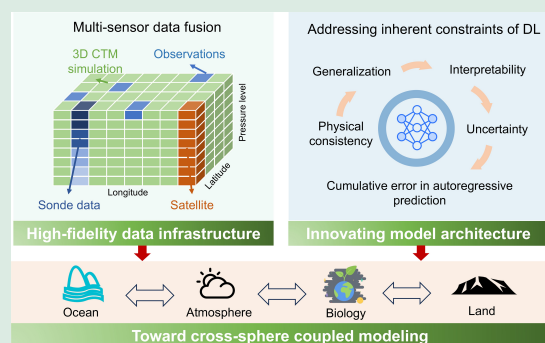 Multi-sensor data fusion
3D CTM
simulation
Observations
Pressure level
Latitude
Longitude
Sonde data
Satellite
High-fidelity data infrastructure
Addressing inherent constraints of DL
Generalization
Interpretability
Physical
consistency
Uncertainty
Cumulative error in autoregressive
prediction
Innovating model architecture
Ocean
Atmosphere
Biology
Land
Toward cross-sphere coupled modeling